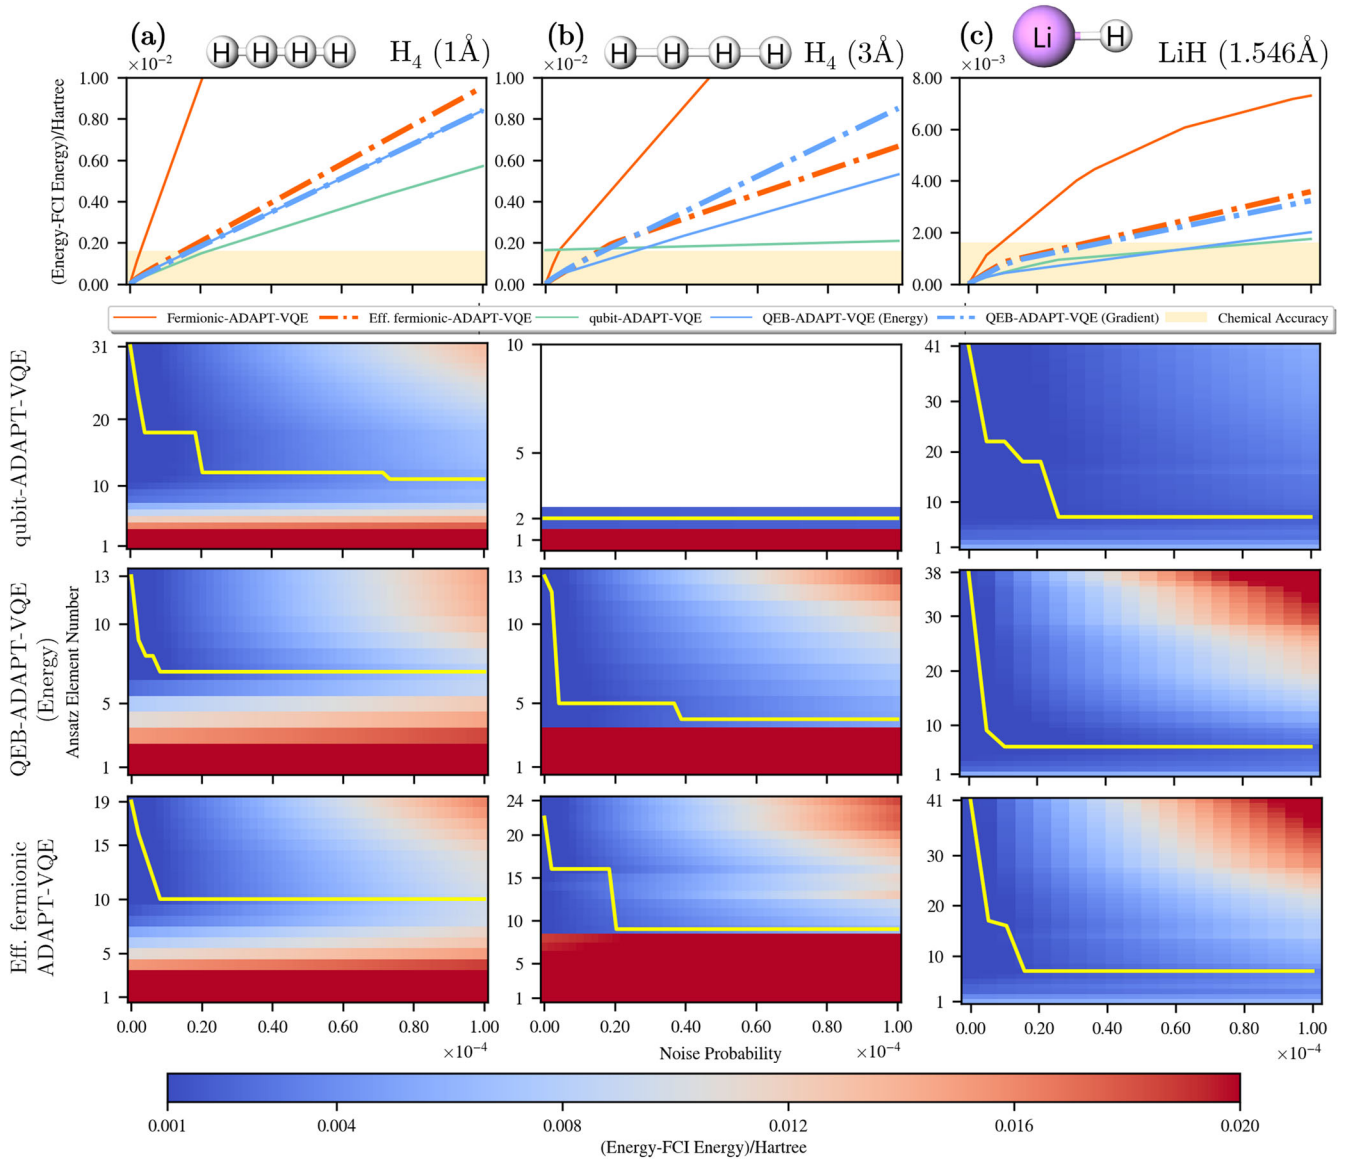 (a) H H H H H₄ (1Å)
(b) H H H H H₄ (3Å)
(c) Li H LiH (1.546Å)
×10⁻² ×10⁻² ×10⁻³
(Energy-FCI Energy)/Hartree
1.00 0.80 0.60 0.40 0.20 0.00
1.00 0.80 0.60 0.40 0.20 0.00
8.00 6.00 4.00 2.00 0.00
Fermionic-ADAPT-VQE Eff. fermionic-ADAPT-VQE qubit-ADAPT-VQE QEB-ADAPT-VQE (Energy) QEB-ADAPT-VQE (Gradient) Chemical Accuracy
qubit-ADAPT-VQE
31 20 10 1
10 5 2 1
41 30 20 10 1
QEB-ADAPT-VQE
(Energy)
Ansatz Element Number
13 10 5 1
13 10 5 1
38 30 20 10 1
Eff. fermionic
ADAPT-VQE
19 15 10 5 1
24 20 15 10 5 1
41 30 20 10 1
0.00 0.20 0.40 0.60 0.80 1.00
0.00 0.20 0.40 0.60 0.80 1.00
0.00 0.20 0.40 0.60 0.80 1.00
×10⁻⁴ Noise Probability ×10⁻⁴ ×10⁻⁴
0.001 0.004 0.008 0.012 0.016 0.020
(Energy-FCI Energy)/Hartree